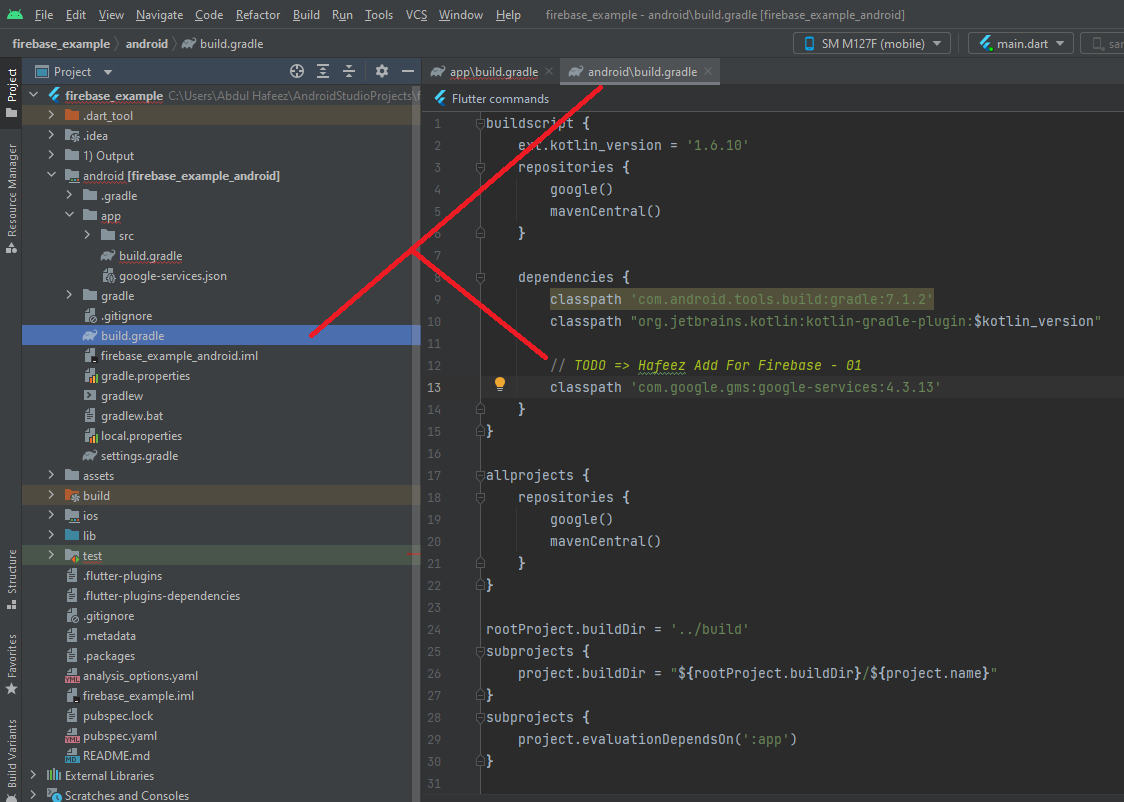 File Edit View Navigate Code Refactor Build Run Tools VCS Window Help firebase_example - android\build.gradle [firebase_example_android]
firebase_example android build.gradle SM M127F (mobile) main.dart
Project
app\build.gradle android\build.gradle
Flutter commands
Project
Resource Manager
Structure
Favorites
Build Variants
firebase_example C:\Users\Abdul Hafeez\AndroidStudioProjects\f
.dart_tool
.idea
1) Output
android [firebase_example_android]
.gradle
app
src
build.gradle
google-services.json
gradle
.gitignore
build.gradle
firebase_example_android.iml
gradle.properties
gradlew
gradlew.bat
local.properties
settings.gradle
assets
build
ios
lib
test
.flutter-plugins
.flutter-plugins-dependencies
.gitignore
.metadata
.packages
analysis_options.yaml
firebase_example.iml
pubspec.lock
pubspec.yaml
README.md
External Libraries
Scratches and Consoles
1 buildscript {
2 ext.kotlin_version = '1.6.10'
3 repositories {
4 google()
5 mavenCentral()
6 }
7
8 dependencies {
9 classpath 'com.android.tools.build:gradle:7.1.2'
10 classpath "org.jetbrains.kotlin:kotlin-gradle-plugin:$kotlin_version"
11
12 // TODO => Hafeez Add For Firebase - 01
13 classpath 'com.google.gms:google-services:4.3.13'
14 }
15 }
16
17 allprojects {
18 repositories {
19 google()
20 mavenCentral()
21 }
22 }
23
24 rootProject.buildDir = '../build'
25 subprojects {
26 project.buildDir = "${rootProject.buildDir}/${project.name}"
27 }
28 subprojects {
29 project.evaluationDependsOn(':app')
30 }
31